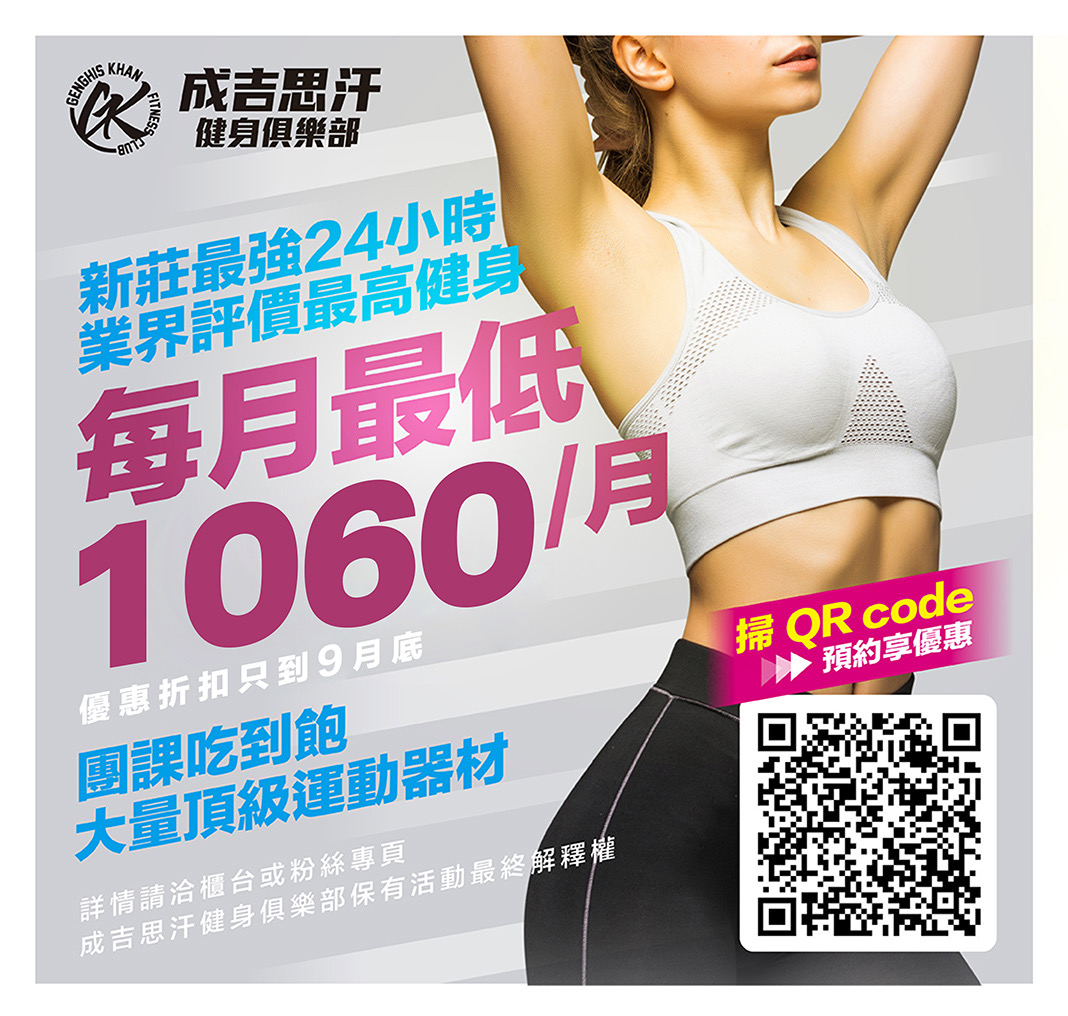 GENGHIS KHAN FITNESS CLUB
GK
成吉思汗
健身俱樂部
新莊最強24小時
業界評價最高健身
每月最低
1060/月
優惠折扣只到9月底
團課吃到飽
大量頂級運動器材
詳情請洽櫃台或粉絲專頁
成吉思汗健身俱樂部保有活動最終解釋權
掃 QR code
預約享優惠